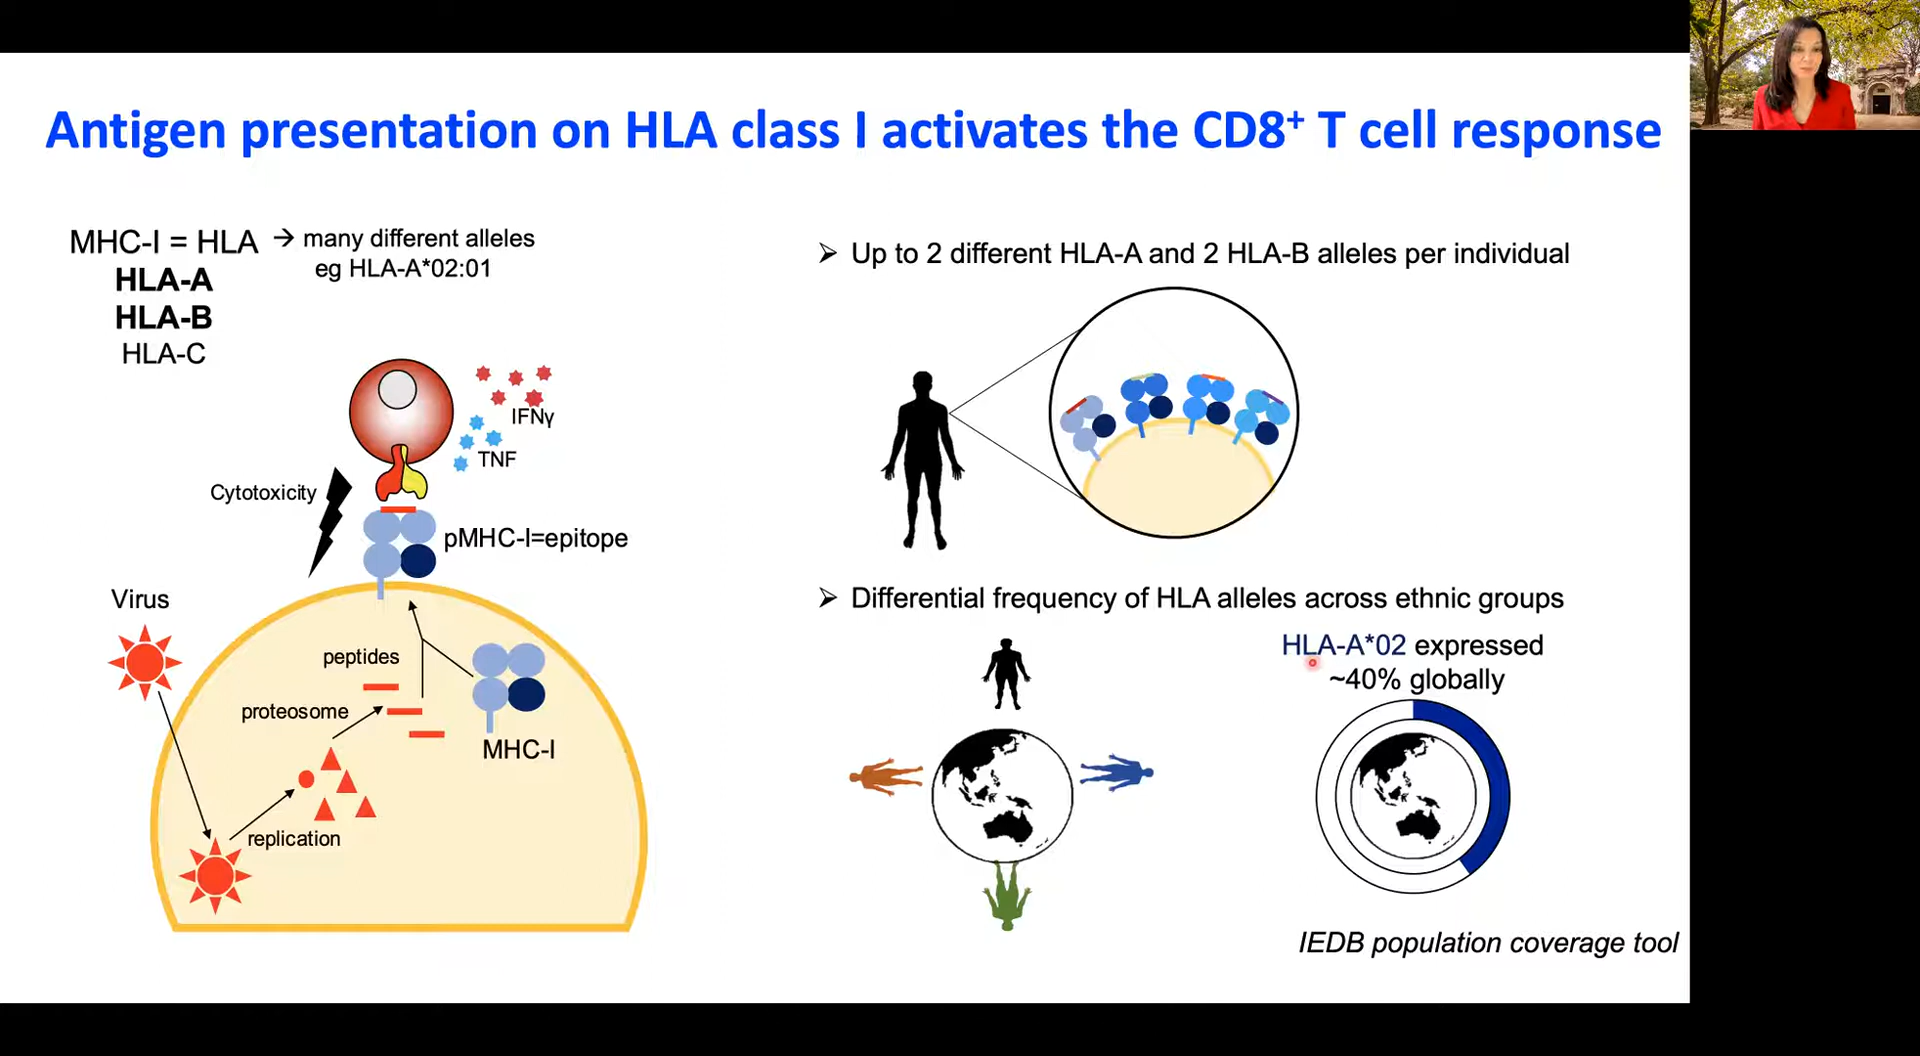 Antigen presentation on HLA class I activates the CD8⁺ T cell response
MHC-I = HLA → many different alleles
eg HLA-A*02:01
HLA-A
HLA-B
HLA-C
IFNγ
TNF
Cytotoxicity
pMHC-I=epitope
Virus
peptides
proteosome
MHC-I
replication
➢ Up to 2 different HLA-A and 2 HLA-B alleles per individual
➢ Differential frequency of HLA alleles across ethnic groups
HLA-A*02 expressed
~40% globally
IEDB population coverage tool